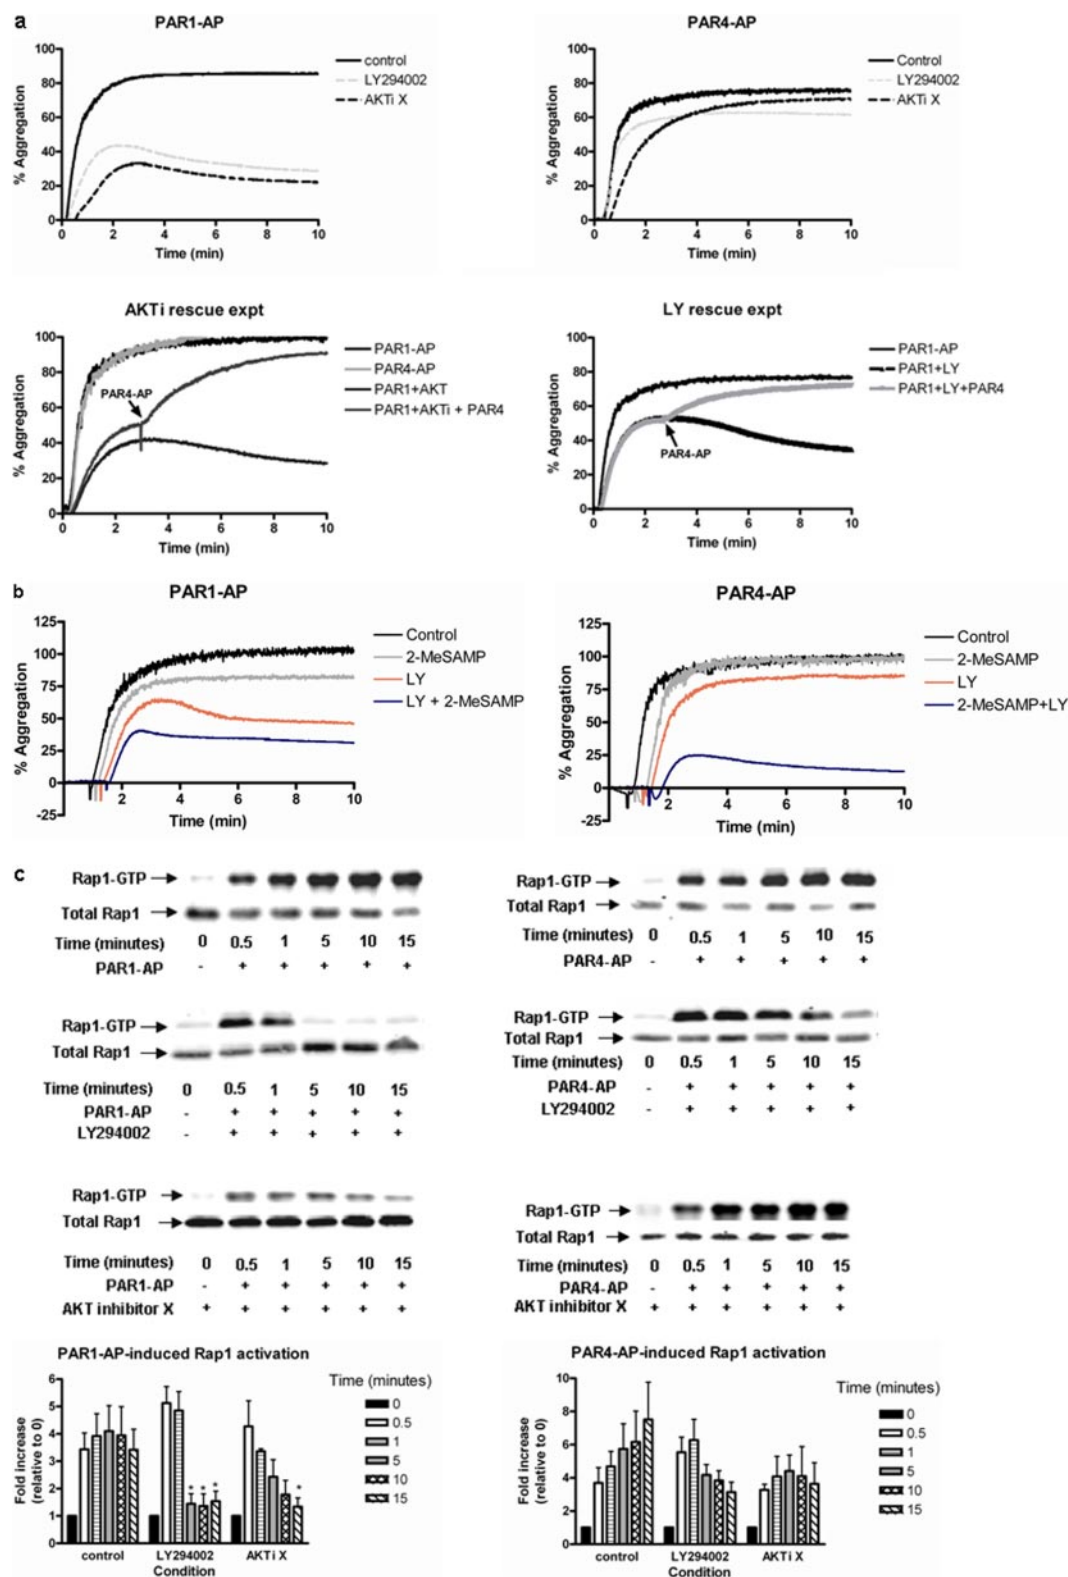 a
PAR1-AP
% Aggregation
100
80
60
40
20
0
0 2 4 6 8 10
Time (min)
control
LY294002
AKTi X
PAR4-AP
% Aggregation
100
80
60
40
20
0
0 2 4 6 8 10
Time (min)
Control
LY294002
AKTi X
AKTi rescue expt
% Aggregation
100
80
60
40
20
0
PAR4-AP
0 2 4 6 8 10
Time (min)
PAR1-AP
PAR4-AP
PAR1+AKT
PAR1+AKTi + PAR4
LY rescue expt
% Aggregation
100
80
60
40
20
0
PAR4-AP
0 2 4 6 8 10
Time (min)
PAR1-AP
PAR1+LY
PAR1+LY+PAR4
b
PAR1-AP
% Aggregation
125
100
75
50
25
0
-25
2 4 6 8 10
Time (min)
Control
2-MeSAMP
LY
LY + 2-MeSAMP
PAR4-AP
% Aggregation
125
100
75
50
25
0
-25
2 4 6 8 10
Time (min)
Control
2-MeSAMP
LY
2-MeSAMP+LY
c
Rap1-GTP
Total Rap1
Time (minutes) 0 0.5 1 5 10 15
PAR1-AP - + + + + +
Rap1-GTP
Total Rap1
Time (minutes) 0 0.5 1 5 10 15
PAR4-AP - + + + + +
Rap1-GTP
Total Rap1
Time (minutes) 0 0.5 1 5 10 15
PAR1-AP - + + + + +
LY294002 - + + + + +
Rap1-GTP
Total Rap1
Time (minutes) 0 0.5 1 5 10 15
PAR4-AP - + + + + +
LY294002 - + + + + +
Rap1-GTP
Total Rap1
Time (minutes) 0 0.5 1 5 10 15
PAR1-AP - + + + + +
AKT inhibitor X + + + + + +
Rap1-GTP
Total Rap1
Time (minutes) 0 0.5 1 5 10 15
PAR4-AP - + + + + +
AKT inhibitor X + + + + + +
PAR1-AP-induced Rap1 activation
Fold increase
(relative to 0)
6
5
4
3
2
1
0
* * *
*
control LY294002 AKTi X
Condition
Time (minutes)
0
0.5
1
5
10
15
PAR4-AP-induced Rap1 activation
Fold increase
(relative to 0)
10
8
6
4
2
0
control LY294002 AKTi X
Condition
Time (minutes)
0
0.5
1
5
10
15